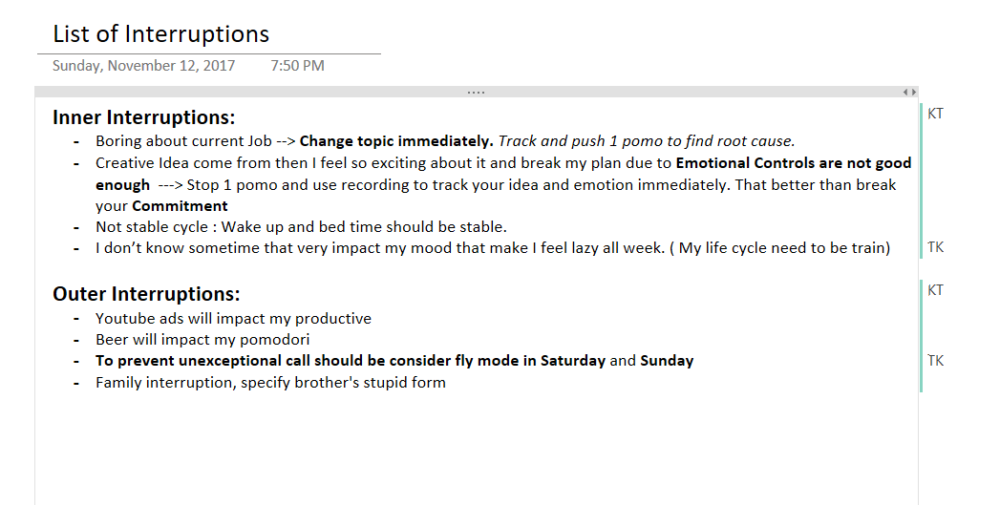 List of Interruptions
Sunday, November 12, 2017 7:50 PM
Inner Interruptions: KT
- Boring about current Job --> Change topic immediately. Track and push 1 pomo to find root cause.
- Creative Idea come from then I feel so exciting about it and break my plan due to Emotional Controls are not good
enough ---> Stop 1 pomo and use recording to track your idea and emotion immediately. That better than break
your Commitment
- Not stable cycle : Wake up and bed time should be stable.
- I don’t know sometime that very impact my mood that make I feel lazy all week. ( My life cycle need to be train) TK
Outer Interruptions: KT
- Youtube ads will impact my productive
- Beer will impact my pomodori
- To prevent unexceptional call should be consider fly mode in Saturday and Sunday TK
- Family interruption, specify brother's stupid form